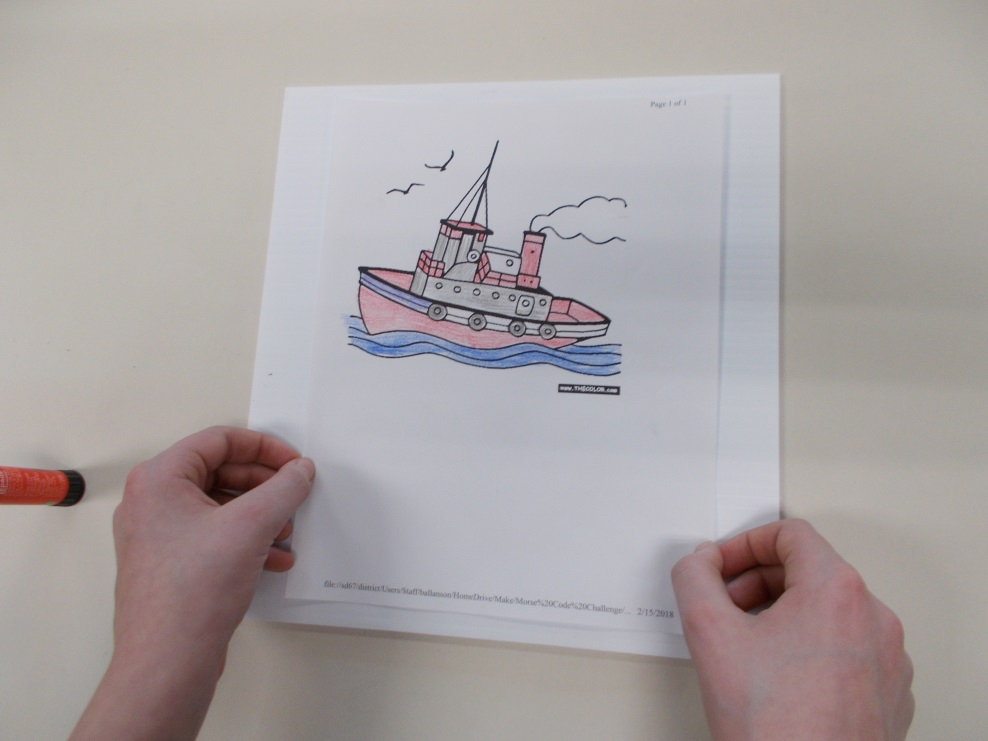 Page 1 of 1
www.THECOLOR.com
file://sd67/district/Users/Staff/ballanson/HomeDrive/Make/Morse%20Code%20Challenge/... 2/15/2018